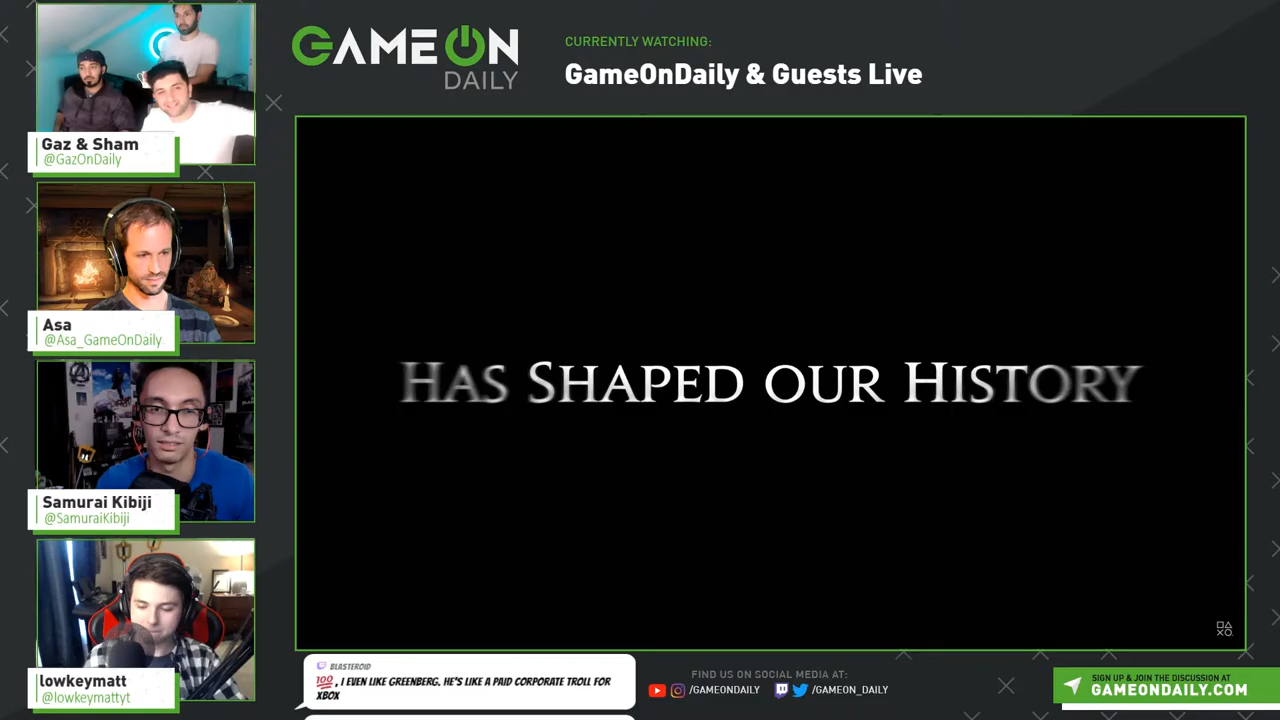 GAMEON
DAILY
CURRENTLY WATCHING:
GameOnDaily & Guests Live
Gaz & Sham
@GazOnDaily
Asa
@Asa_GameOnDaily
Samurai Kibiji
@SamuraiKibiji
lowkeymatt
@lowkeymattyt
HAS SHAPED OUR HISTORY
BLASTEROID
💯, I EVEN LIKE GREENBERG. HE'S LIKE A PAID CORPORATE TROLL FOR
XBOX
FIND US ON SOCIAL MEDIA AT:
/GAMEONDAILY
/GAMEON_DAILY
SIGN UP & JOIN THE DISCUSSION AT
GAMEONDAILY.COM